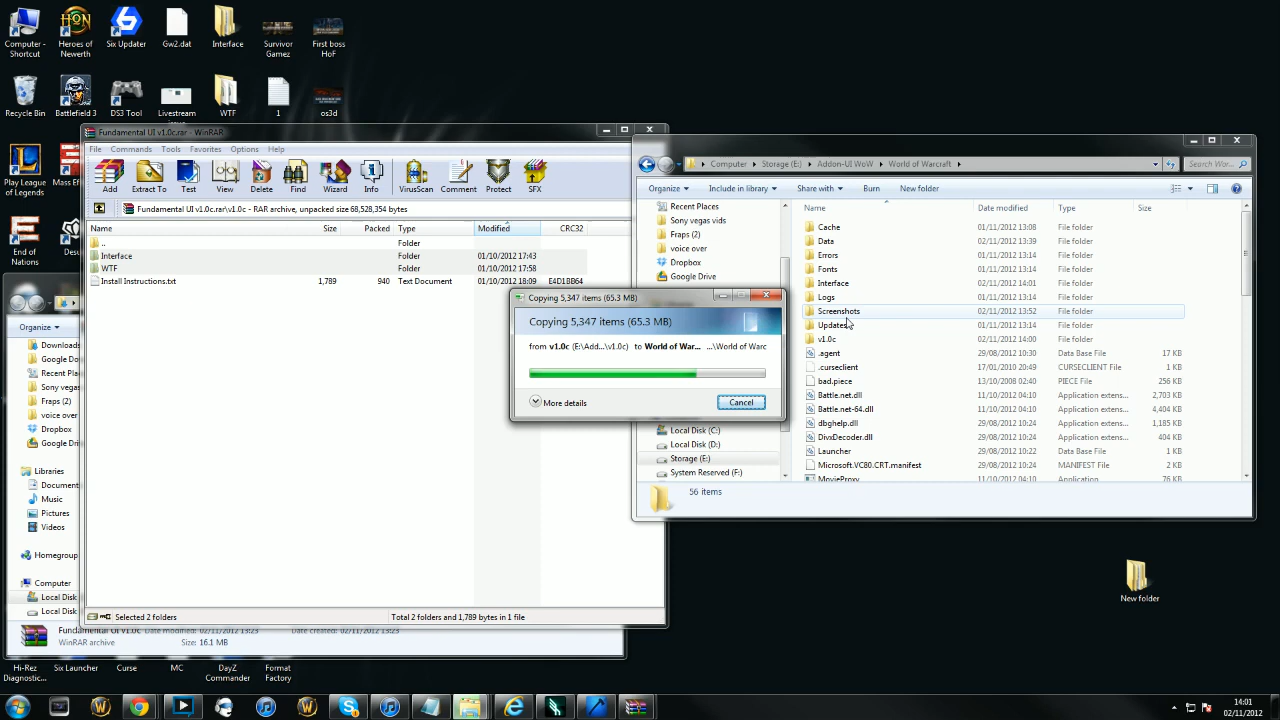 Computer - Shortcut
Heroes of Newerth
Six Updater
Gw2.dat
Interface
Survivor Gamez
First boss HoF
Recycle Bin
Battlefield 3
DS3 Tool
Livestream
WTF
1
os3d
Play League of Legends
Mass Ef
End of Nations
Desu
Fundamental UI v1.0c.rar - WinRAR
File Commands Tools Favorites Options Help
Add Extract To Test View Delete Find Wizard Info VirusScan Comment Protect SFX
Fundamental UI v1.0c.rar\v1.0c - RAR archive, unpacked size 68,528,354 bytes
Name Size Packed Type Modified CRC32
.. Folder
Interface Folder 01/10/2012 17:43
WTF Folder 01/10/2012 17:58
Install Instructions.txt 1,789 940 Text Document 01/10/2012 18:09 E4D1BB64
Selected 2 folders Total 2 folders and 1,789 bytes in 1 file
Organize
Downloads
Google Dri
Recent Plac
Sony vegas
Fraps (2)
voice over
Dropbox
Google Driv
Libraries
Document
Music
Pictures
Videos
Homegroup
Computer
Local Disk
Local Disk
Fundamental UI v1.0c Date modified: 02/11/2012 13:23 Date created: 02/11/2012 13:23
WinRAR archive Size: 16.1 MB
Copying 5,347 items (65.3 MB)
Copying 5,347 items (65.3 MB)
from v1.0c (E:\Add...\v1.0c) to World of War... ...\World of Warc
More details Cancel
Computer Storage (E:) Addon-UI WoW World of Warcraft Search Wor...
Organize Include in library Share with Burn New folder
Recent Places
Sony vegas vids
Fraps (2)
voice over
Dropbox
Google Drive
Local Disk (C:)
Local Disk (D:)
Storage (E:)
System Reserved (F:)
Name Date modified Type Size
Cache 01/11/2012 13:08 File folder
Data 02/11/2012 13:39 File folder
Errors 01/11/2012 13:14 File folder
Fonts 01/11/2012 13:14 File folder
Interface 02/11/2012 14:01 File folder
Logs 01/11/2012 13:14 File folder
Screenshots 02/11/2012 13:52 File folder
Updates 01/11/2012 13:14 File folder
v1.0c 02/11/2012 14:00 File folder
.agent 29/08/2012 10:30 Data Base File 17 KB
.curseclient 17/01/2010 20:49 CURSECLIENT File 1 KB
bad.piece 13/10/2008 02:40 PIECE File 256 KB
Battle.net.dll 11/10/2012 04:10 Application extens... 2,703 KB
Battle.net-64.dll 11/10/2012 04:10 Application extens... 4,404 KB
dbghelp.dll 29/08/2012 10:24 Application extens... 1,185 KB
DivxDecoder.dll 29/08/2012 10:24 Application extens... 404 KB
Launcher 29/08/2012 10:22 Data Base File 1 KB
Microsoft.VC80.CRT.manifest 29/08/2012 10:24 MANIFEST File 2 KB
MovieProxy 11/10/2012 04:10 Application 76 KB
56 items
New folder
Hi-Rez Diagnostic...
Six Launcher
Curse
MC
DayZ Commander
Format Factory
14:01
02/11/2012